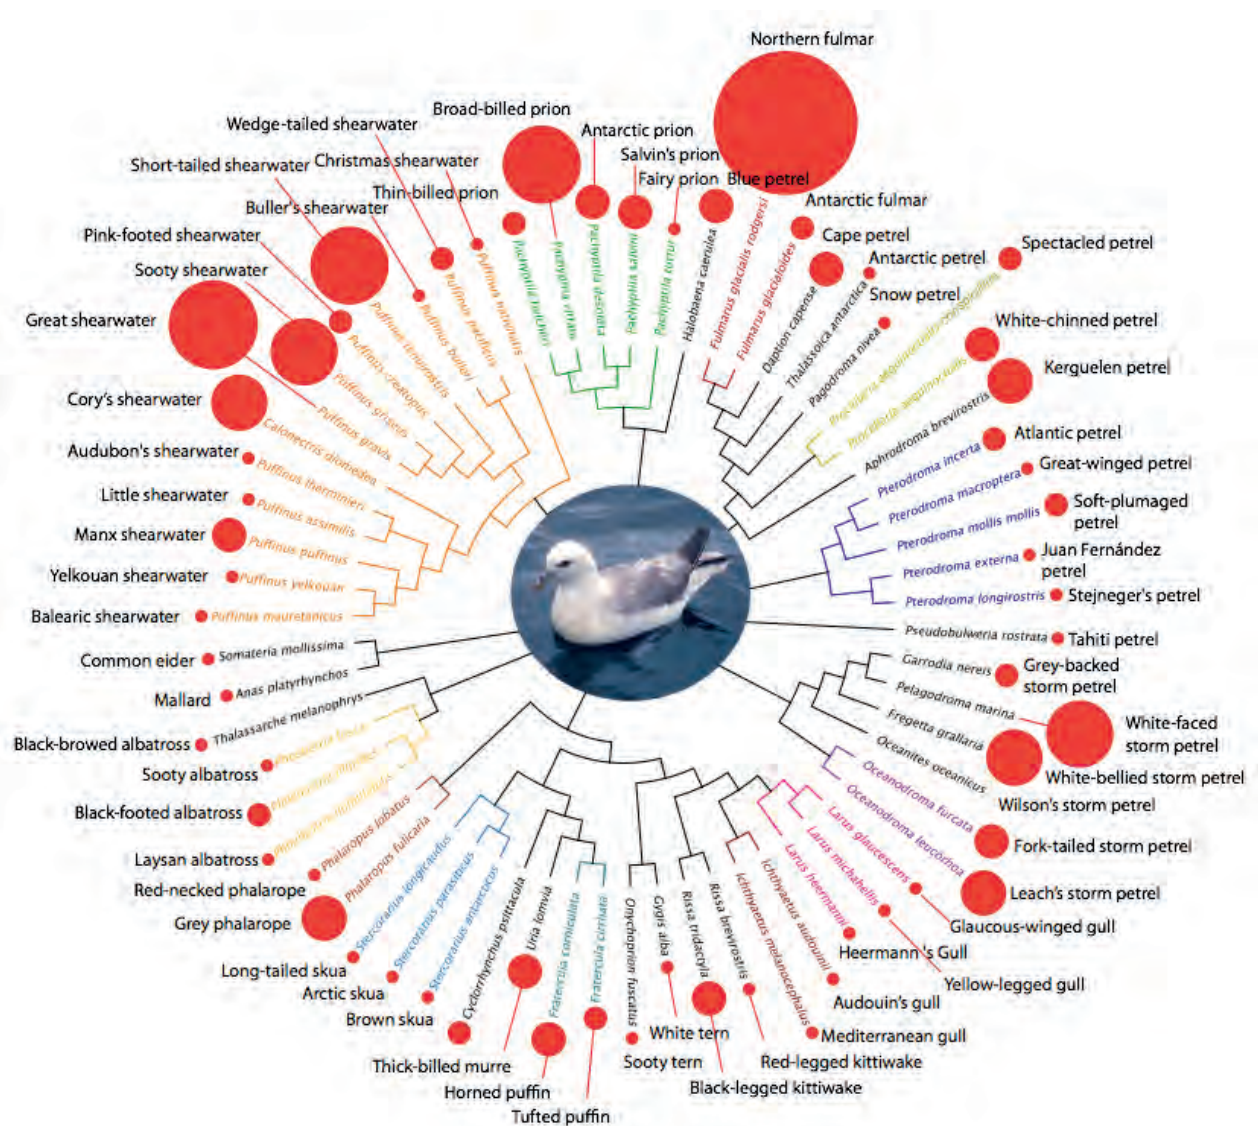 Northern fulmar
Broad-billed prion
Wedge-tailed shearwater
Antarctic prion
Short-tailed shearwater
Christmas shearwater
Salvin's prion
Thin-billed prion
Fairy prion
Blue petrel
Buller's shearwater
Antarctic fulmar
Pink-footed shearwater
Cape petrel
Spectacled petrel
Antarctic petrel
Sooty shearwater
Snow petrel
Great shearwater
White-chinned petrel
Kerguelen petrel
Cory's shearwater
Atlantic petrel
Audubon's shearwater
Great-winged petrel
Little shearwater
Soft-plumaged
petrel
Manx shearwater
Juan Fernández
petrel
Yelkouan shearwater
Stejneger's petrel
Balearic shearwater
Tahiti petrel
Common eider
Grey-backed
storm petrel
Mallard
White-faced
storm petrel
Black-browed albatross
Sooty albatross
White-bellied storm petrel
Wilson's storm petrel
Black-footed albatross
Fork-tailed storm petrel
Laysan albatross
Red-necked phalarope
Leach's storm petrel
Grey phalarope
Glaucous-winged gull
Heermann's Gull
Long-tailed skua
Yellow-legged gull
Arctic skua
Audouin's gull
Brown skua
White tern
Mediterranean gull
Thick-billed murre
Sooty tern
Red-legged kittiwake
Horned puffin
Black-legged kittiwake
Tufted puffin
Puffinus nativitatis
Puffinus pacificus
Puffinus bulleri
Puffinus tenuirostris
Puffinus creatopus
Puffinus griseus
Puffinus gravis
Calonectris diomedea
Puffinus lherminieri
Puffinus assimilis
Puffinus puffinus
Puffinus yelkouan
Puffinus mauretanicus
Pachyptila belcheri
Pachyptila vittata
Pachyptila desolata
Pachyptila salvini
Pachyptila turtur
Halobaena caerulea
Fulmarus glacialis rodgersi
Fulmarus glacialoides
Daption capense
Thalassoica antarctica
Pagodroma nivea
Procellaria aequinoctialis conspicillata
Procellaria aequinoctialis
Aphrodroma brevirostris
Pterodroma incerta
Pterodroma macroptera
Pterodroma mollis mollis
Pterodroma externa
Pterodroma longirostris
Pseudobulweria rostrata
Garrodia nereis
Pelagodroma marina
Fregetta grallaria
Oceanites oceanicus
Oceanodroma furcata
Oceanodroma leucorhoa
Larus glaucescens
Larus michahellis
Larus heermanni
Ichthyaetus audouinii
Ichthyaetus melanocephalus
Rissa brevirostris
Rissa tridactyla
Gygis alba
Onychoprion fuscatus
Fratercula cirrhata
Fratercula corniculata
Uria lomvia
Cyclorrhynchus psittacula
Stercorarius antarcticus
Stercorarius parasiticus
Stercorarius longicaudus
Phalaropus fulicaria
Phalaropus lobatus
Thalassarche melanophrys
Anas platyrhynchos
Somateria mollissima